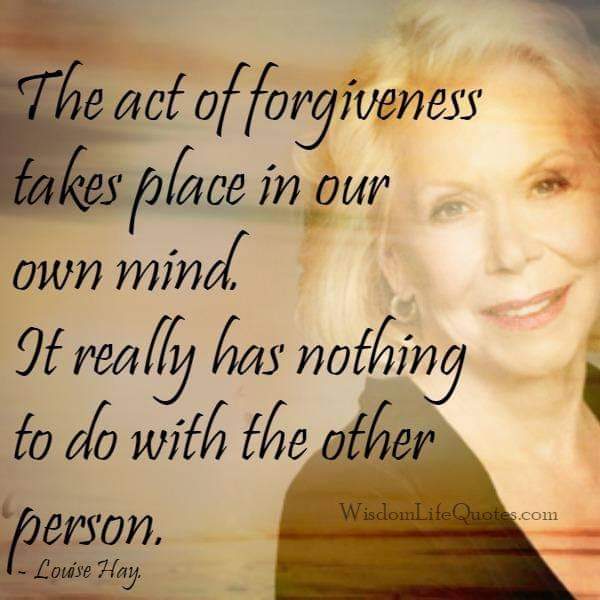 The act of forgiveness
takes place in our
own mind.
It really has nothing
to do with the other
person.
~ Louise Hay.
WisdomLifeQuotes.com